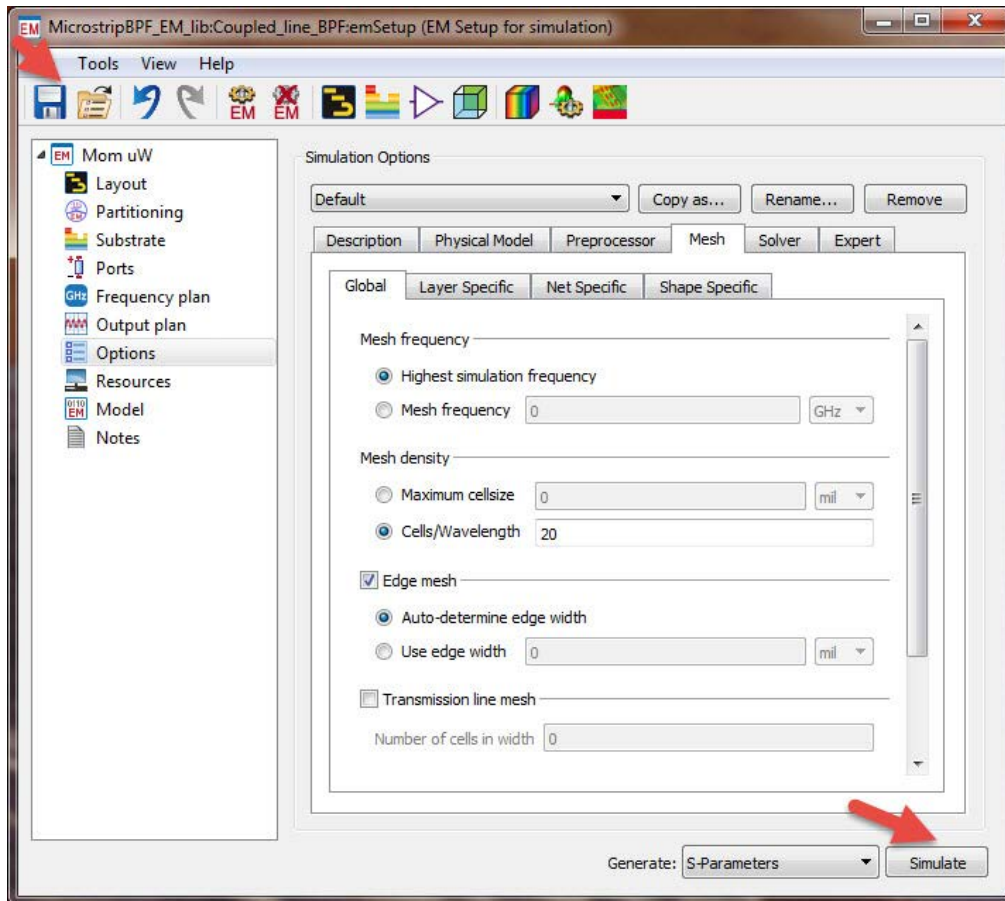 EM MicrostripBPF_EM_lib:Coupled_line_BPF:emSetup (EM Setup for simulation)
Tools View Help
EM EM
EM Mom uW
Layout
Partitioning
Substrate
Ports
GHz Frequency plan
Output plan
Options
Resources
0110 EM Model
Notes
Simulation Options
Default Copy as... Rename... Remove
Description Physical Model Preprocessor Mesh Solver Expert
Global Layer Specific Net Specific Shape Specific
Mesh frequency
Highest simulation frequency
Mesh frequency 0 GHz
Mesh density
Maximum cellsize 0 mil
Cells/Wavelength 20
Edge mesh
Auto-determine edge width
Use edge width 0 mil
Transmission line mesh
Number of cells in width 0
Generate: S-Parameters Simulate